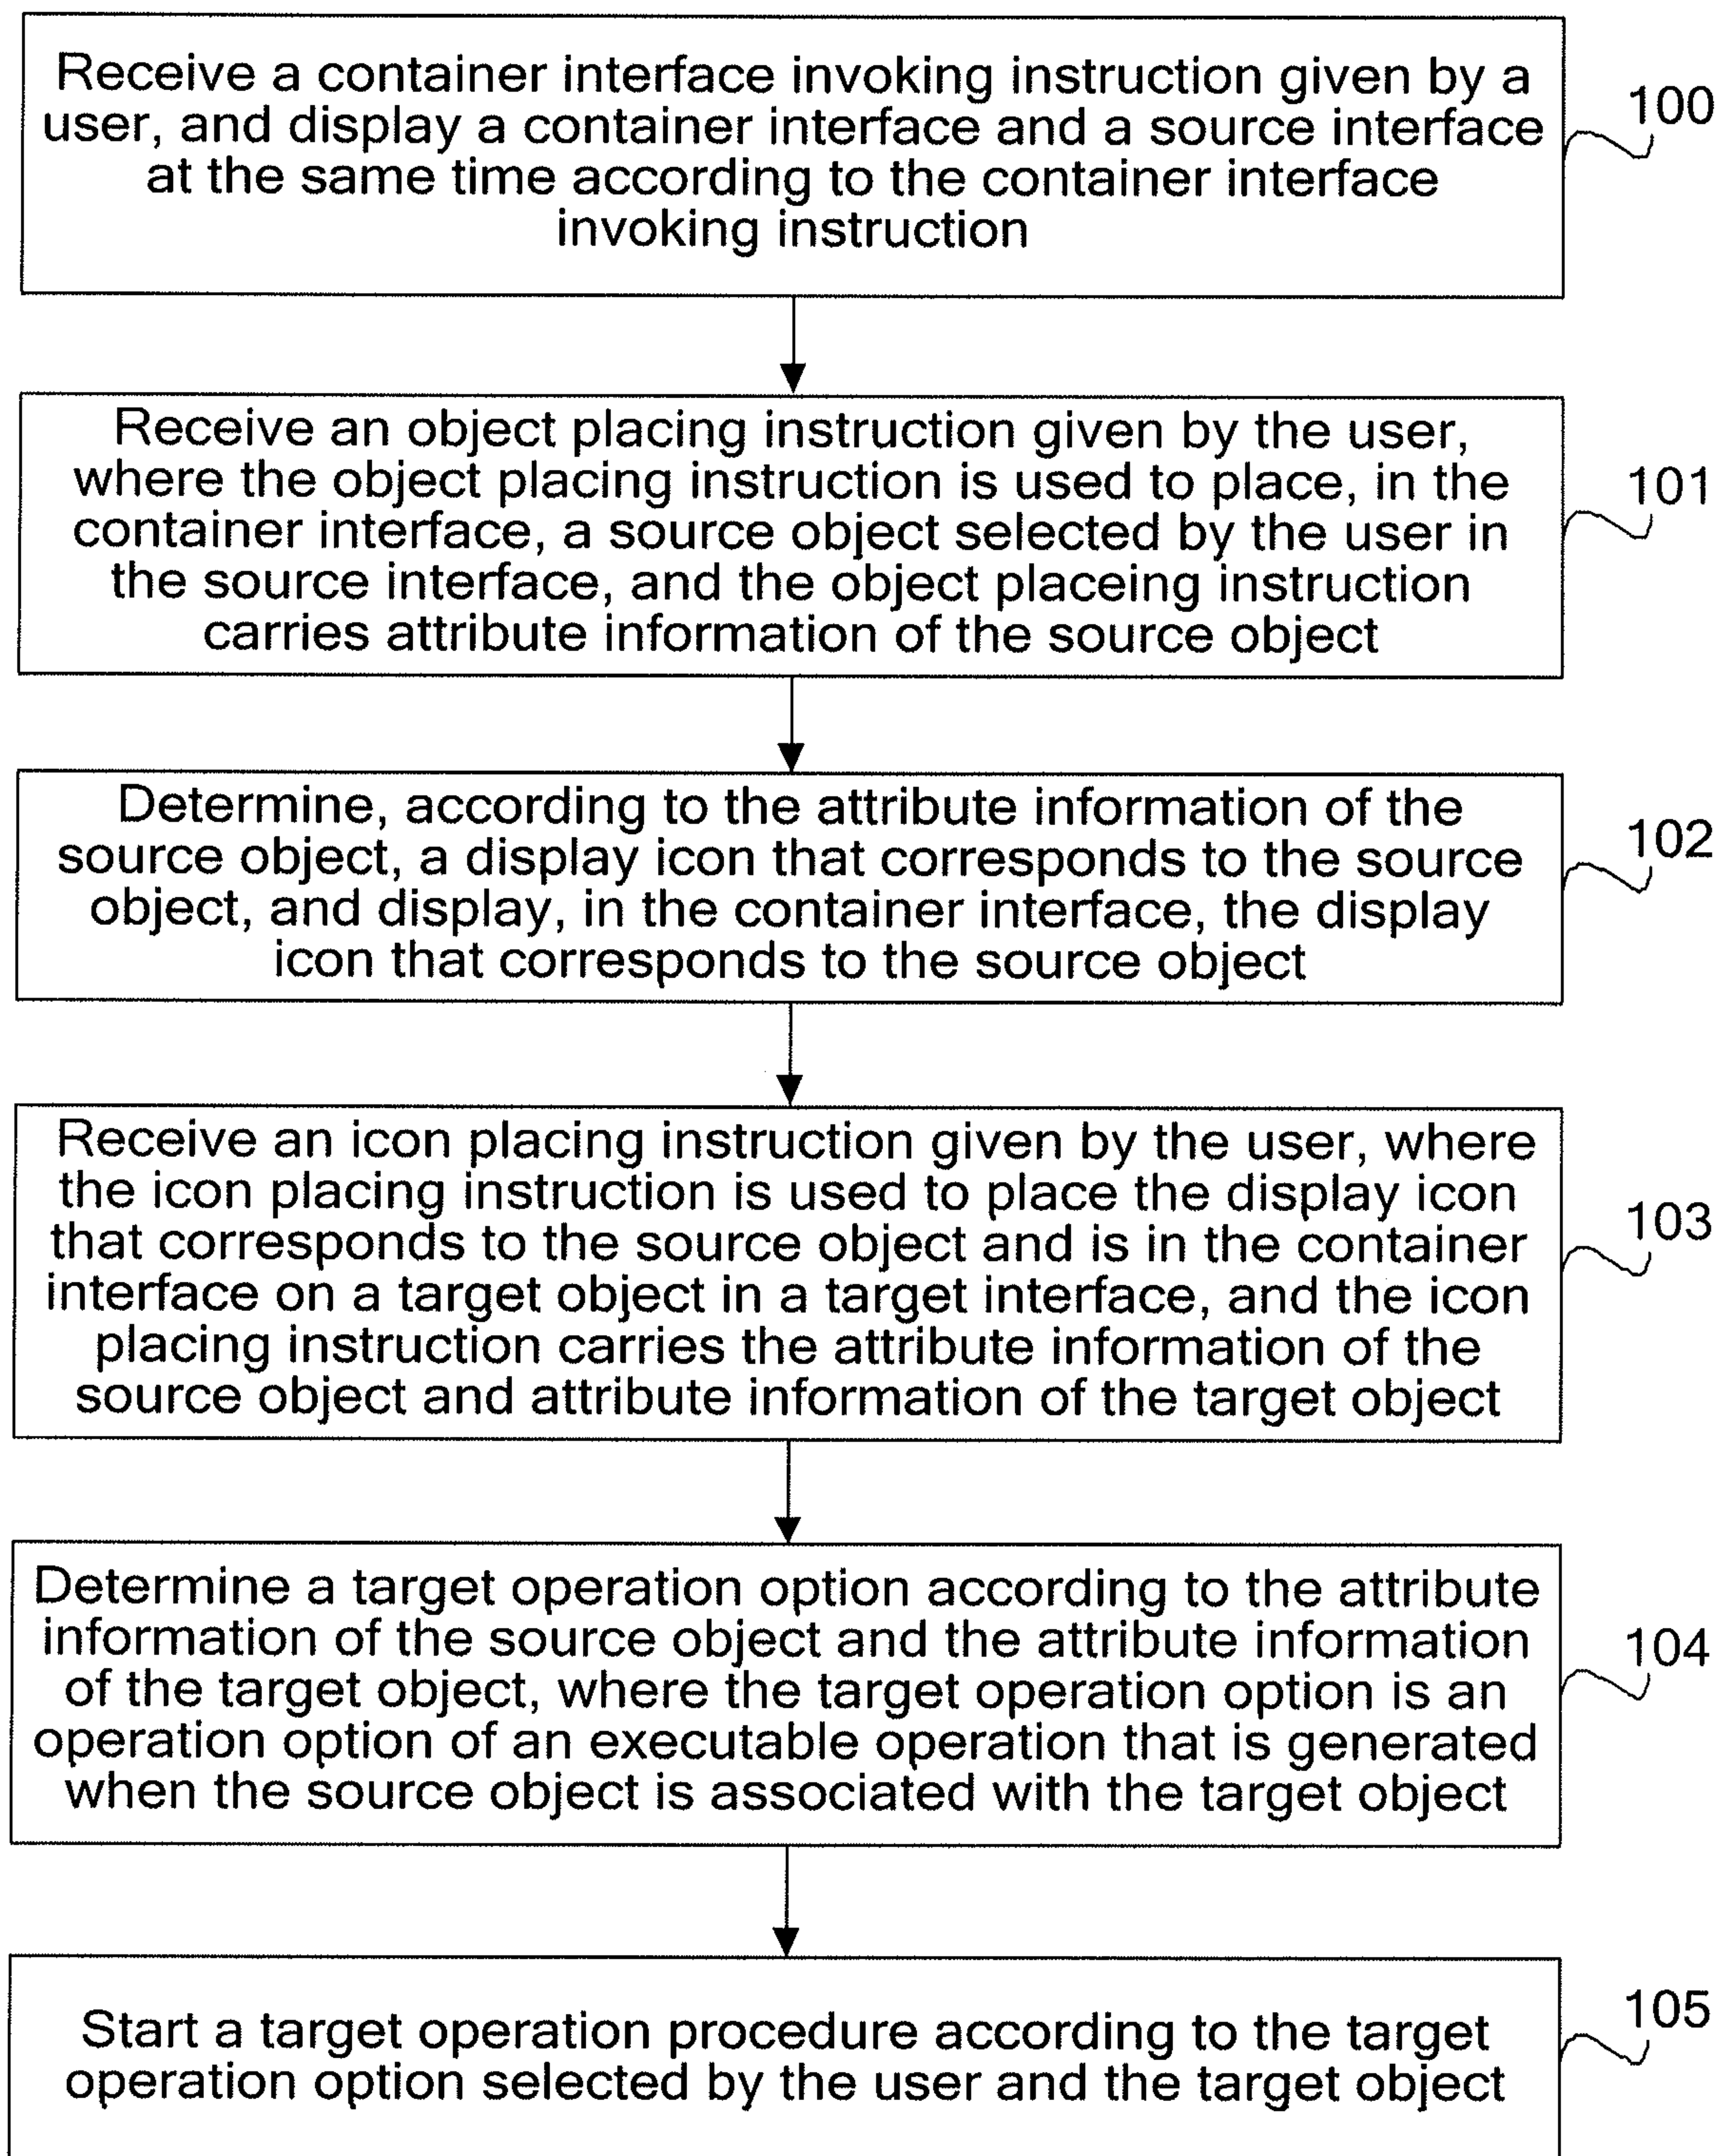 Receive a container interface invoking instruction given by a
user, and display a container interface and a source interface
at the same time according to the container interface
invoking instruction
100
Receive an object placing instruction given by the user,
where the object placing instruction is used to place, in the
container interface, a source object selected by the user in
the source interface, and the object placeing instruction
carries attribute information of the source object
101
Determine, according to the attribute information of the
source object, a display icon that corresponds to the source
object, and display, in the container interface, the display
icon that corresponds to the source object
102
Receive an icon placing instruction given by the user, where
the icon placing instruction is used to place the display icon
that corresponds to the source object and is in the container
interface on a target object in a target interface, and the icon
placing instruction carries the attribute information of the
source object and attribute information of the target object
103
Determine a target operation option according to the attribute
information of the source object and the attribute information
of the target object, where the target operation option is an
operation option of an executable operation that is generated
when the source object is associated with the target object
104
Start a target operation procedure according to the target
operation option selected by the user and the target object
105